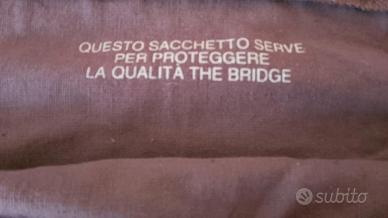 QUESTO SACCHETTO SERVE
PER PROTEGGERE
LA QUALITÀ THE BRIDGE
subito